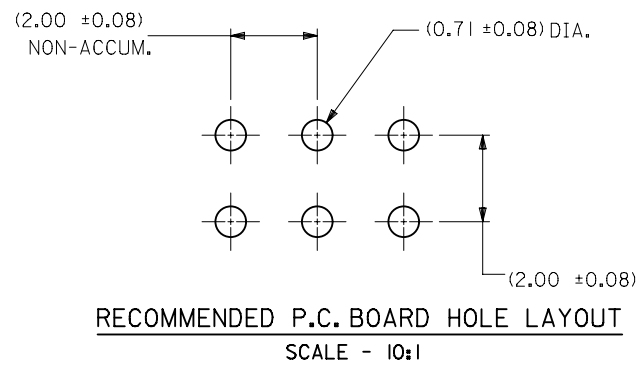 (2.00 ±0.08)
NON-ACCUM.
(0.71 ±0.08) DIA.
(2.00 ±0.08)
RECOMMENDED P.C. BOARD HOLE LAYOUT
SCALE - 10:1